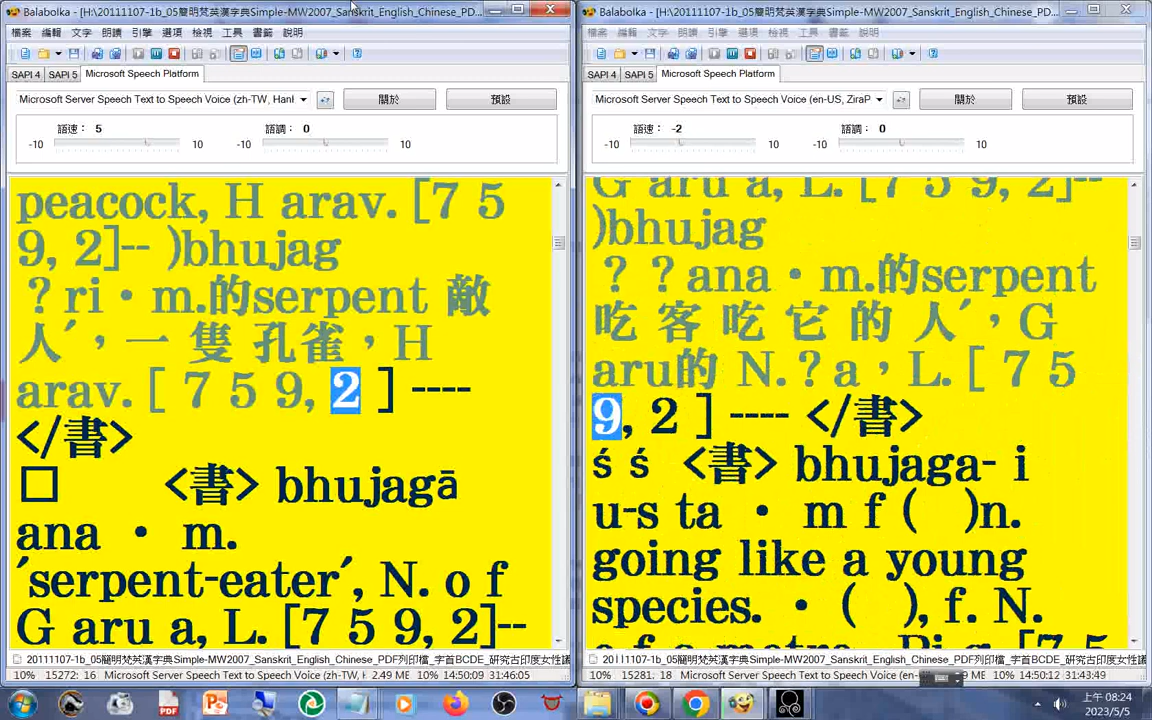 Balabolka - [H:\20111107-1b_05簡明梵英漢字典Simple-MW2007_Sanskrit_English_Chinese_PD...
檔案 編輯 文字 朗讀 引擎 選項 檢視 工具 書籤 說明
SAPI 4 SAPI 5 Microsoft Speech Platform
Microsoft Server Speech Text to Speech Voice (zh-TW, HanI
關於 預設
語速： 5 語調： 0
-10 10 -10 10
peacock, H arav. [7 5
9, 2]-- )bhujag
？ri‧m.的serpent 敵
人ˊ，一 隻 孔雀，H
arav. [ 7 5 9, 2 ] ----
</書>
□ <書> bhujagā
ana ‧ m.
ˊserpent-eaterˊ, N. o f
G aru a, L. [7 5 9, 2]--
20111107-1b_05簡明梵英漢字典Simple-MW2007_Sanskrit_English_Chinese_PDF列印檔_字首BCDE_研究古印度女性議
10% 15272: 16 Microsoft Server Speech Text to Speech Voice (zh-TW, H 2.49 MB 10% 14:50:09 31:46:05
Balabolka - [H:\20111107-1b_05簡明梵英漢字典Simple-MW2007_Sanskrit_English_Chinese_PD...
檔案 編輯 文字 朗讀 引擎 選項 檢視 工具 書籤 說明
SAPI 4 SAPI 5 Microsoft Speech Platform
Microsoft Server Speech Text to Speech Voice (en-US, ZiraP
關於 預設
語速： -2 語調： 0
-10 10 -10 10
G aru a, L. [7 5 9, 2]--
)bhujag
？？ana‧m.的serpent
吃 客 吃 它 的 人ˊ，G
aru的 N.？a，L. [ 7 5
9, 2 ] ---- </書>
ś ś <書> bhujaga- i
u-s ta ‧ m f ( )n.
going like a young
species. ‧ ( ), f. N.
20111107-1b_05簡明梵英漢字典Simple-MW2007_Sanskrit_English_Chinese_PDF列印檔_字首BCDE_研究古印度女性議
10% 15281. 18 Microsoft Server Speech Text to Speech Voice (en-US 10% 14:50:12 31:43:49
上午 08:24
2023/5/5